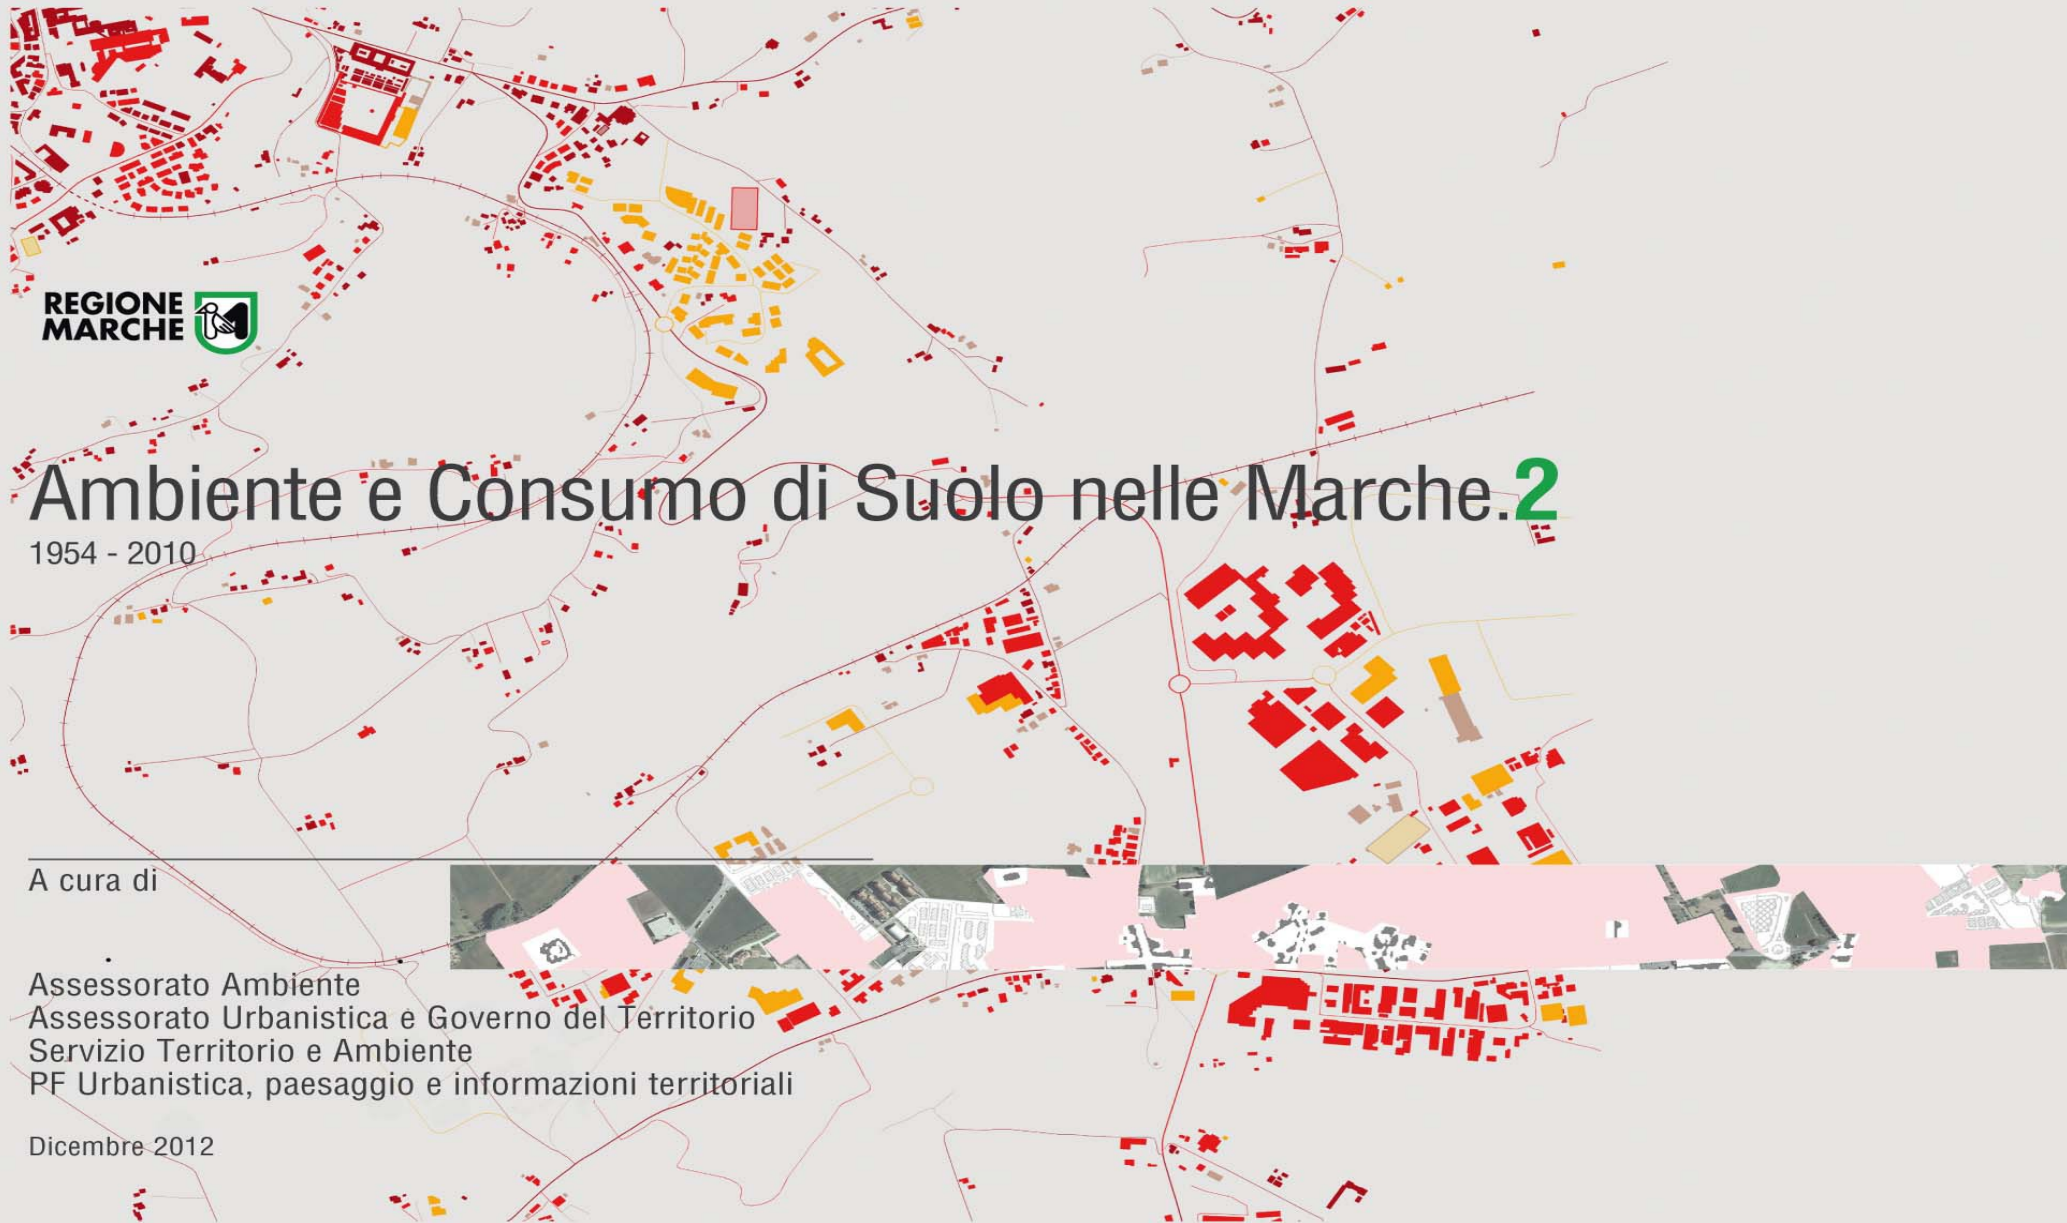 REGIONE
MARCHE
Ambiente e Consumo di Suolo nelle Marche.2
1954 - 2010
A cura di
Assessorato Ambiente
Assessorato Urbanistica e Governo del Territorio
Servizio Territorio e Ambiente
PF Urbanistica, paesaggio e informazioni territoriali
Dicembre 2012